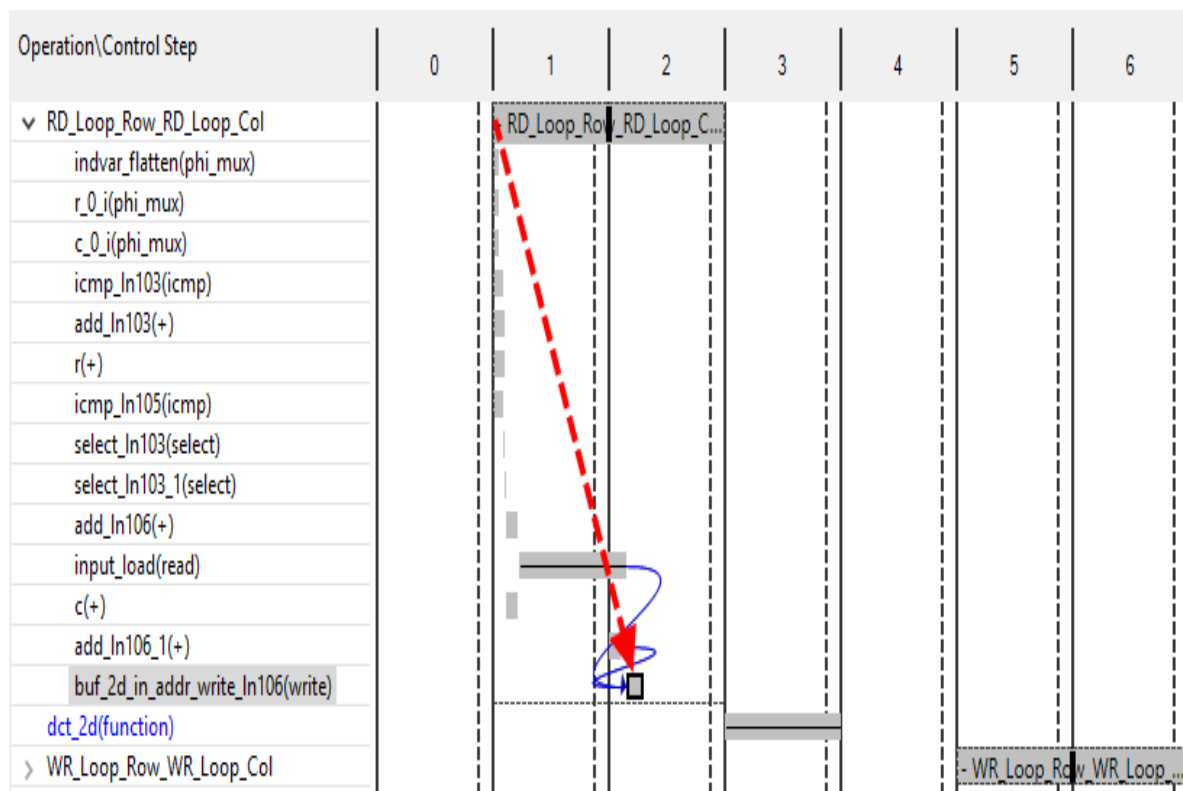 Operation\Control Step
0 1 2 3 4 5 6
RD_Loop_Row_RD_Loop_Col
RD_Loop_Row_RD_Loop_C...
indvar_flatten(phi_mux)
r_0_i(phi_mux)
c_0_i(phi_mux)
icmp_ln103(icmp)
add_ln103(+)
r(+)
icmp_ln105(icmp)
select_ln103(select)
select_ln103_1(select)
add_ln106(+)
input_load(read)
c(+)
add_ln106_1(+)
buf_2d_in_addr_write_ln106(write)
dct_2d(function)
WR_Loop_Row_WR_Loop_Col
- WR_Loop_Row_WR_Loop_...